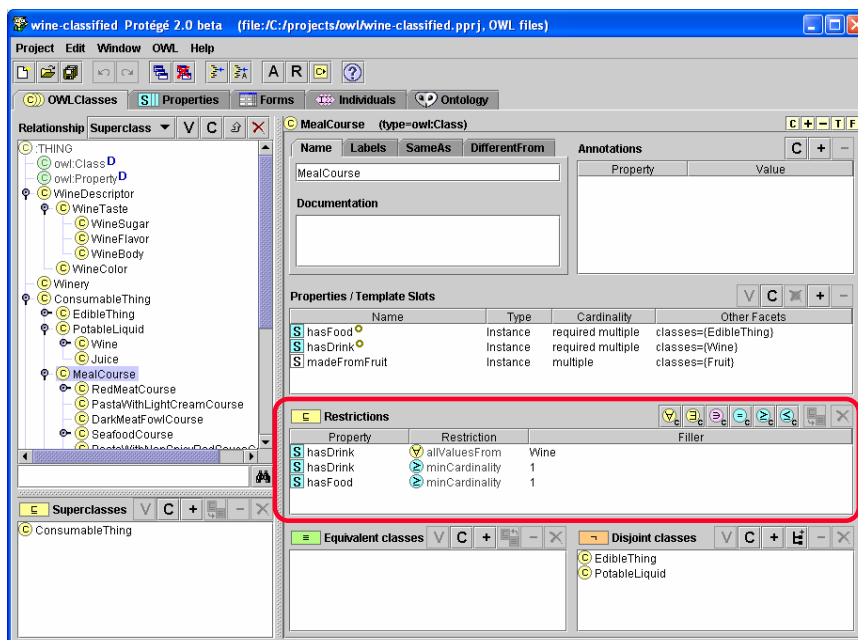 wine-classified Protégé 2.0 beta (file:/C:/projects/owl/wine-classified.pprj, OWL files)
Project Edit Window OWL Help
A R ?
C OWLClasses S Properties Forms Individuals Ontology
Relationship Superclass V C
C MealCourse (type=owl:Class) C + - T F
C :THING
C owl:Class D
C owl:Property D
C WineDescriptor
C WineTaste
C WineSugar
C WineFlavor
C WineBody
C WineColor
C Winery
C ConsumableThing
C EdibleThing
C PotableLiquid
C Wine
C Juice
C MealCourse
C RedMeatCourse
C PastaWithLightCreamCourse
C DarkMeatFowlCourse
C SeafoodCourse
Superclasses V C + -
C ConsumableThing
Name Labels SameAs DifferentFrom
MealCourse
Documentation
Annotations C + -
Property Value
Properties / Template Slots V C + -
Name Type Cardinality Other Facets
S hasFood Instance required multiple classes={EdibleThing}
S hasDrink Instance required multiple classes={Wine}
S madeFromFruit Instance multiple classes={Fruit}
⊑ Restrictions ∀c ∃c ∋c =c ≥c ≤c
Property Restriction Filler
S hasDrink ∀ allValuesFrom Wine
S hasDrink ≥ minCardinality 1
S hasFood ≥ minCardinality 1
≡ Equivalent classes V C + -
¬ Disjoint classes V C + -
C EdibleThing
C PotableLiquid